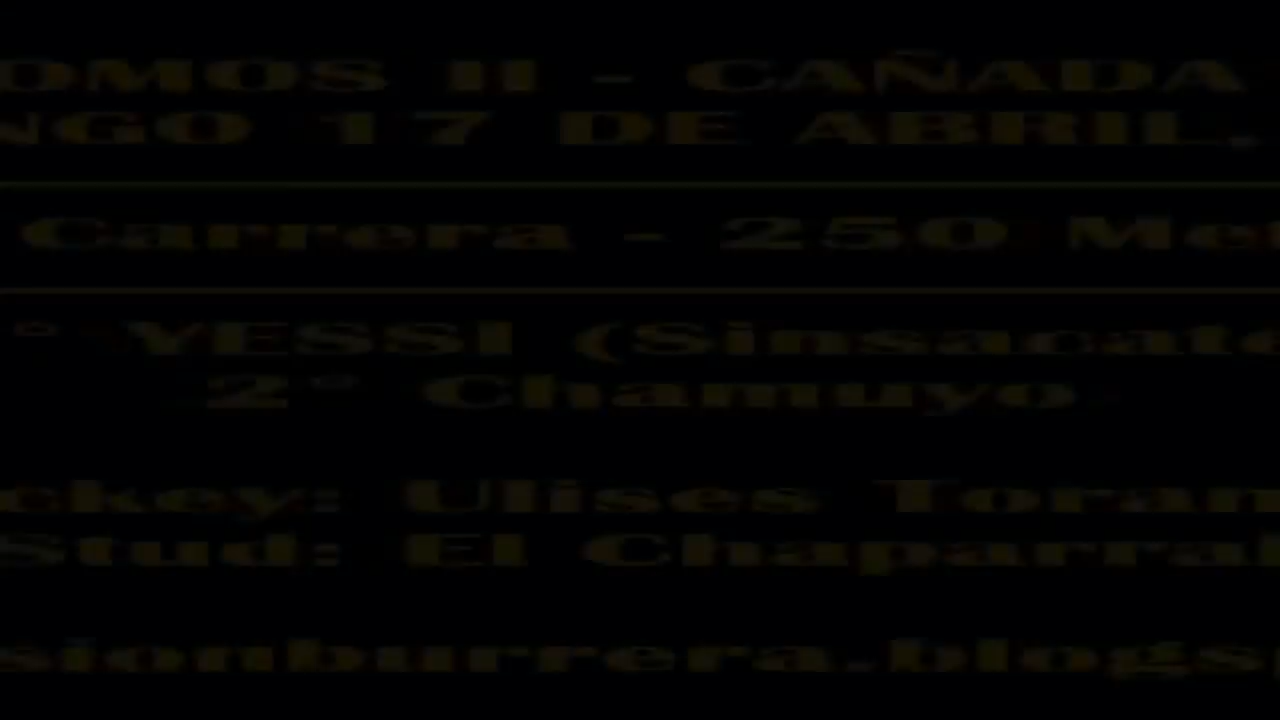 OMOS II - CAÑADA
NGO 17 DE ABRIL.
Carrera - 250 Met
° YESSI (Sinsacate
2° Chamuyo
ckey: Ulises Toran
Stud: El Chaparral
sionburrera.blogs